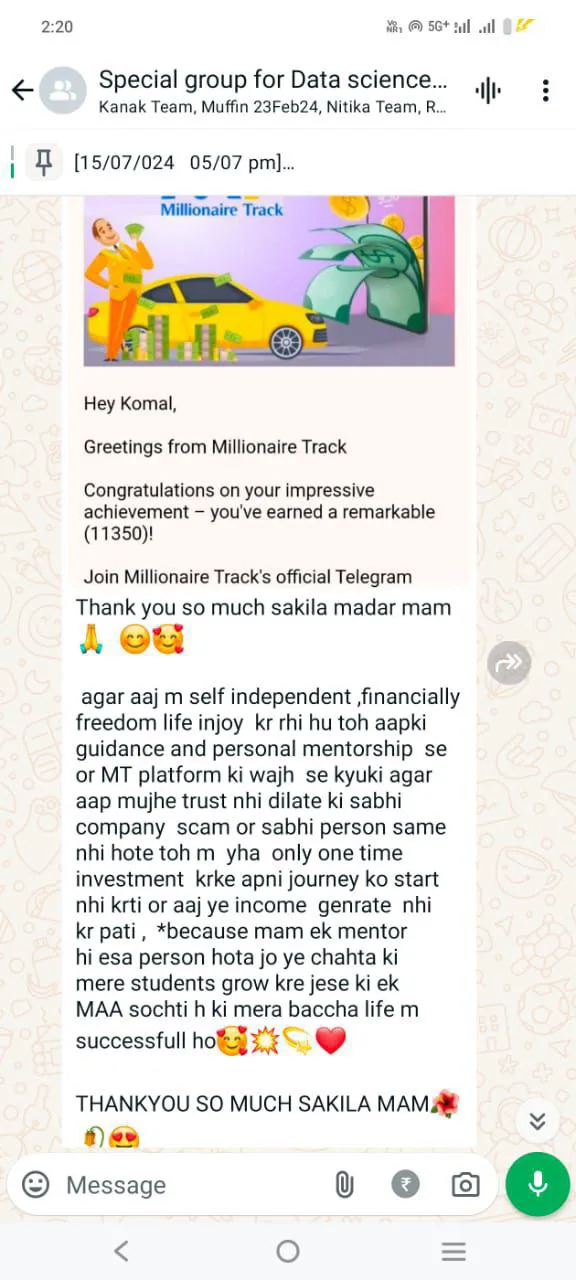 2:20
Vo
NR1 5G+
Special group for Data science...
Kanak Team, Muffin 23Feb24, Nitika Team, R...
[15/07/024 05/07 pm]...
Millionaire Track
Hey Komal,
Greetings from Millionaire Track
Congratulations on your impressive
achievement – you've earned a remarkable
(11350)!
Join Millionaire Track's official Telegram
Thank you so much sakila madar mam
🙏 😊🥰
agar aaj m self independent ,financially
freedom life injoy kr rhi hu toh aapki
guidance and personal mentorship se
or MT platform ki wajh se kyuki agar
aap mujhe trust nhi dilate ki sabhi
company scam or sabhi person same
nhi hote toh m yha only one time
investment krke apni journey ko start
nhi krti or aaj ye income genrate nhi
kr pati , *because mam ek mentor
hi esa person hota jo ye chahta ki
mere students grow kre jese ki ek
MAA sochti h ki mera baccha life m
successfull ho🥰💥💫❤️
THANKYOU SO MUCH SAKILA MAM🌺
🥀😍
Message
₹